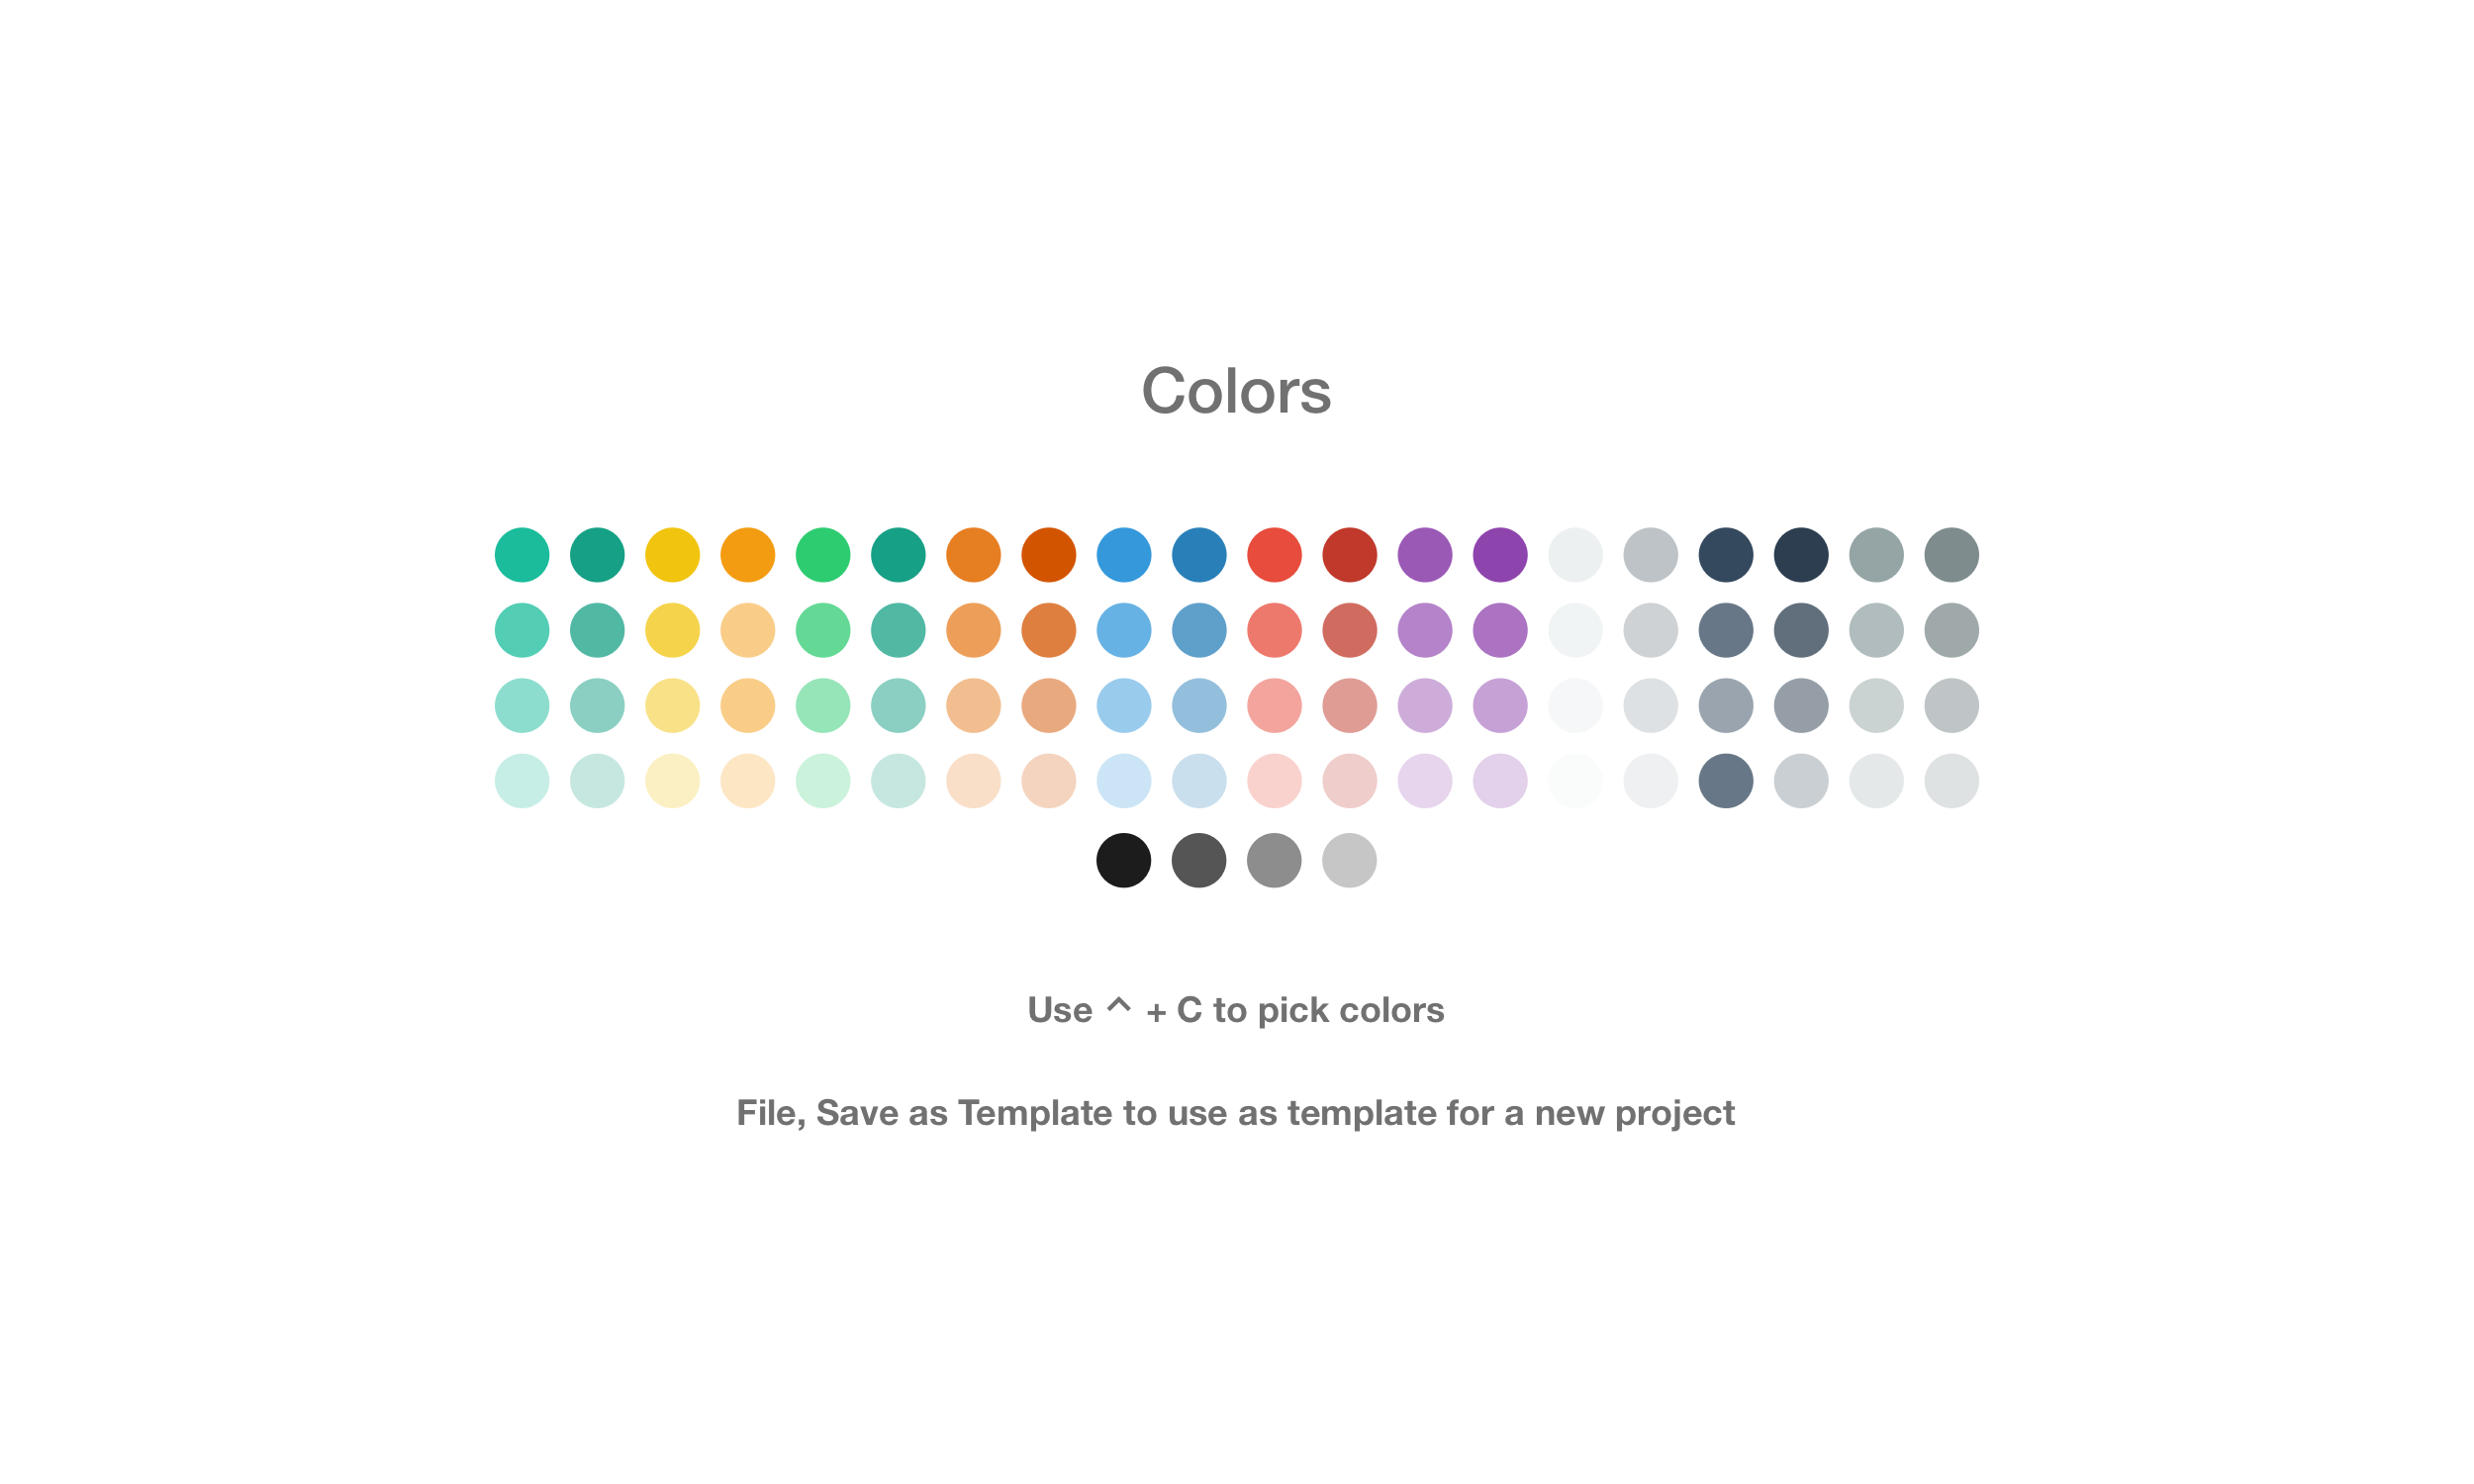 Colors
Use ^ + C to pick colors
File, Save as Template to use as template for a new project